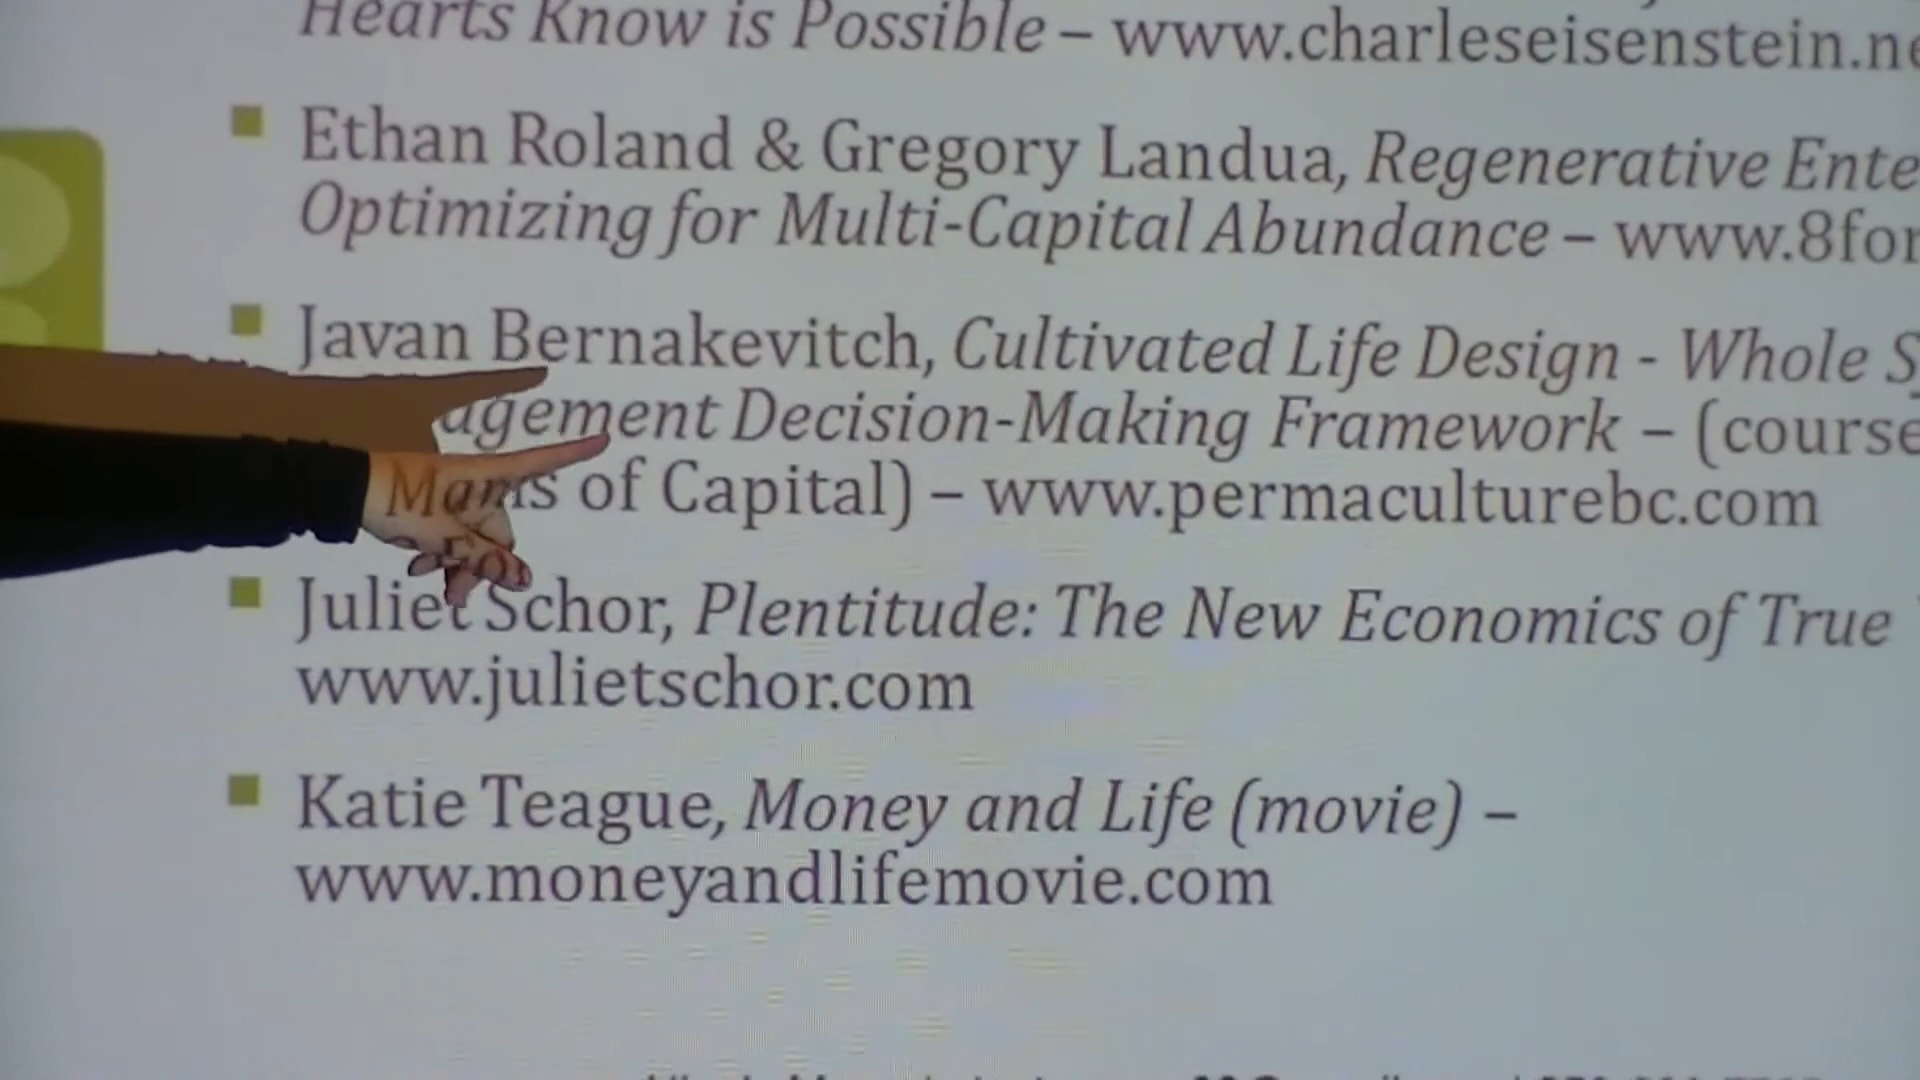 Hearts Know is Possible – www.charleseisenstein.ne
Ethan Roland & Gregory Landua, Regenerative Ente
Optimizing for Multi-Capital Abundance – www.8for
Javan Bernakevitch, Cultivated Life Design - Whole Sy
Management Decision-Making Framework – (course
of Capital) – www.permaculturebc.com
Juliet Schor, Plentitude: The New Economics of True
www.julietschor.com
Katie Teague, Money and Life (movie) –
www.moneyandlifemovie.com